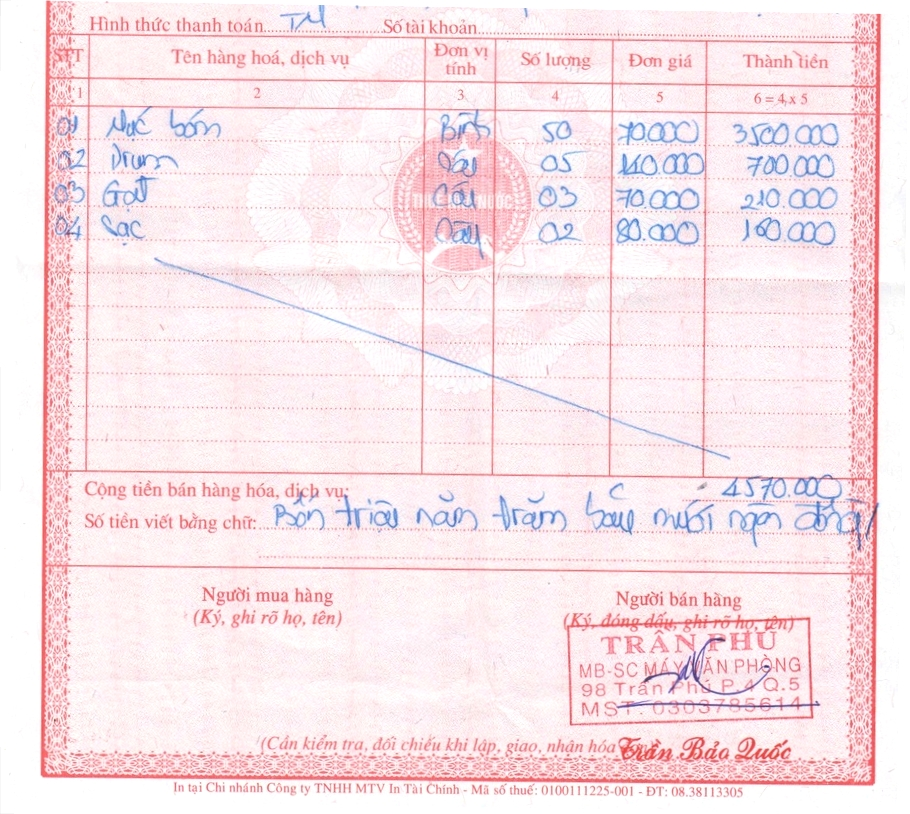 Hình thức thanh toán TM Số tài khoản
STT Tên hàng hoá, dịch vụ Đơn vị tính Số lượng Đơn giá Thành tiền
1 2 3 4 5 6 = 4 x 5
01 Mực bơm Bình 50 70.000 3500.000
02 Drum Cây 05 140.000 700.000
03 Gạt Cái 03 70.000 210.000
04 Sạc Cây 02 80.000 160.000
Cộng tiền bán hàng hóa, dịch vụ: 4570.000
Số tiền viết bằng chữ: Bốn triệu năm trăm bảy mươi ngàn đồng
Người mua hàng Người bán hàng
(Ký, ghi rõ họ, tên) (Ký, đóng dấu, ghi rõ họ, tên)
TRẦN PHÚ
MB-SC MÁY VĂN PHÒNG
98 Trần Phú P.4 Q.5
MST: 0303785614
(Cần kiểm tra, đối chiếu khi lập, giao, nhận hóa
Trần Bảo Quốc
In tại Chi nhánh Công ty TNHH MTV In Tài Chính - Mã số thuế: 0100111225-001 - ĐT: 08.38113305